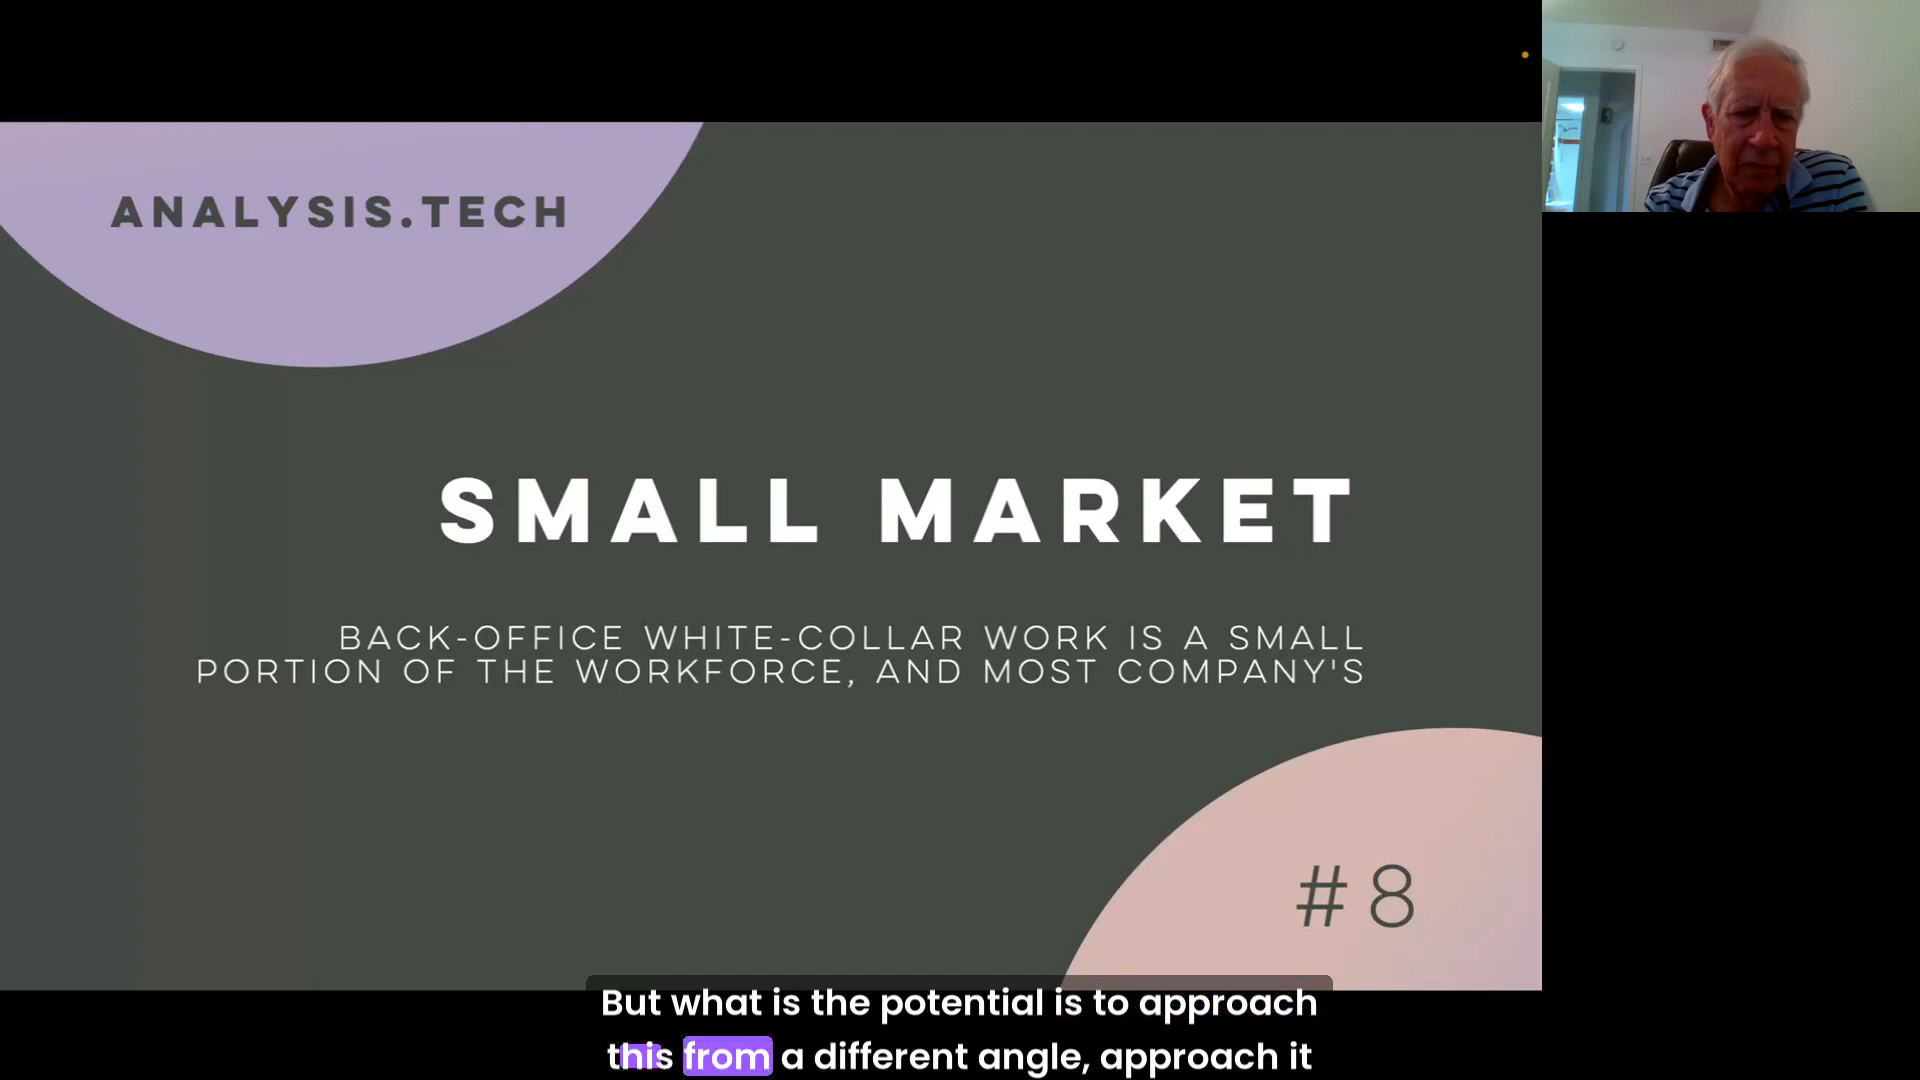 ANALYSIS.TECH
SMALL MARKET
BACK-OFFICE WHITE-COLLAR WORK IS A SMALL
PORTION OF THE WORKFORCE, AND MOST COMPANY'S
#8
But what is the potential is to approach
this from a different angle, approach it